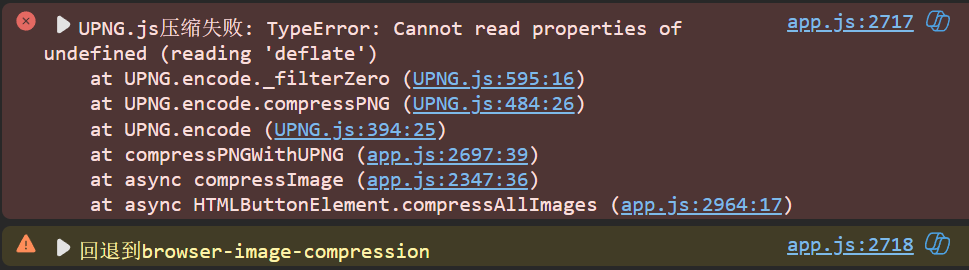 UPNG.js压缩失败: TypeError: Cannot read properties of app.js:2717
undefined (reading 'deflate')
at UPNG.encode._filterZero (UPNG.js:595:16)
at UPNG.encode.compressPNG (UPNG.js:484:26)
at UPNG.encode (UPNG.js:394:25)
at compressPNGWithUPNG (app.js:2697:39)
at async compressImage (app.js:2347:36)
at async HTMLButtonElement.compressAllImages (app.js:2964:17)
回退到browser-image-compression app.js:2718